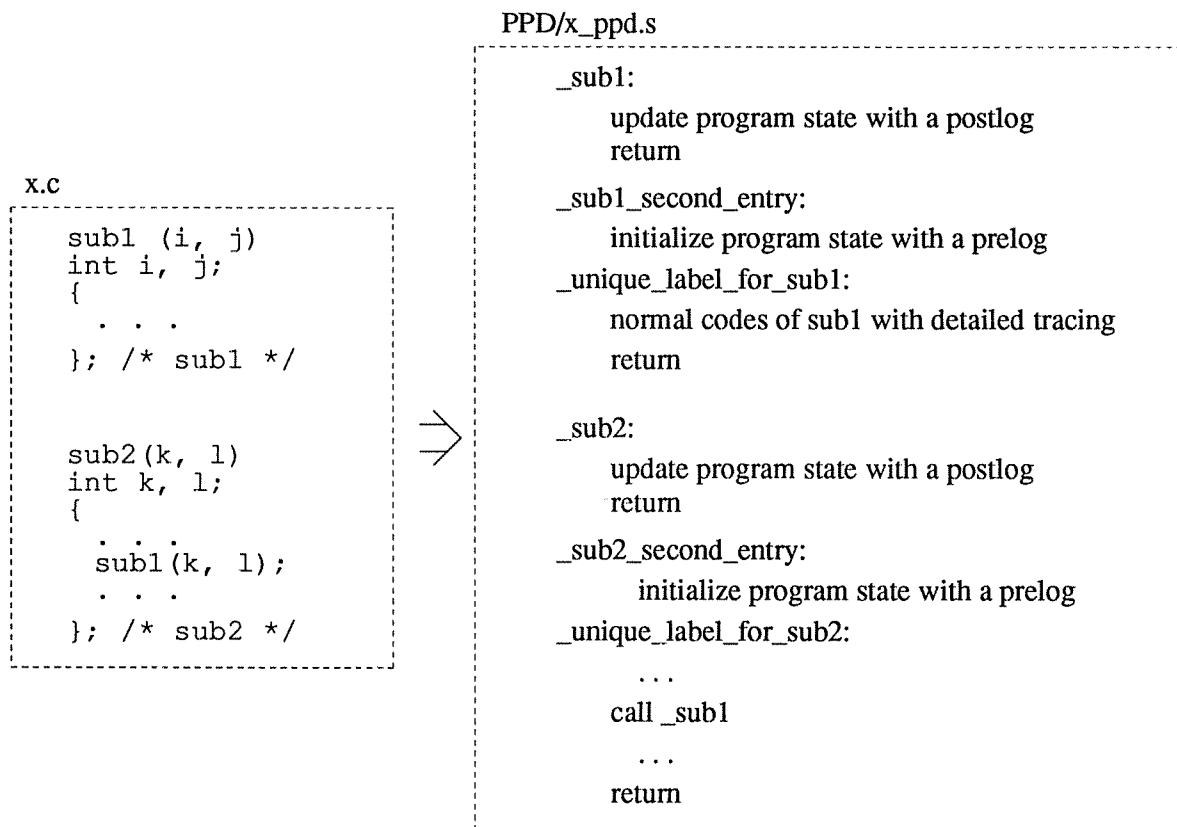 x.c
sub1 (i, j)
int i, j;
{
. . .
}; /* sub1 */
sub2(k, l)
int k, l;
{
. . .
sub1(k, l);
. . .
}; /* sub2 */
PPD/x_ppd.s
_sub1:
update program state with a postlog
return
_sub1_second_entry:
initialize program state with a prelog
_unique_label_for_sub1:
normal codes of sub1 with detailed tracing
return
_sub2:
update program state with a postlog
return
_sub2_second_entry:
initialize program state with a prelog
_unique_label_for_sub2:
. . .
call _sub1
. . .
return